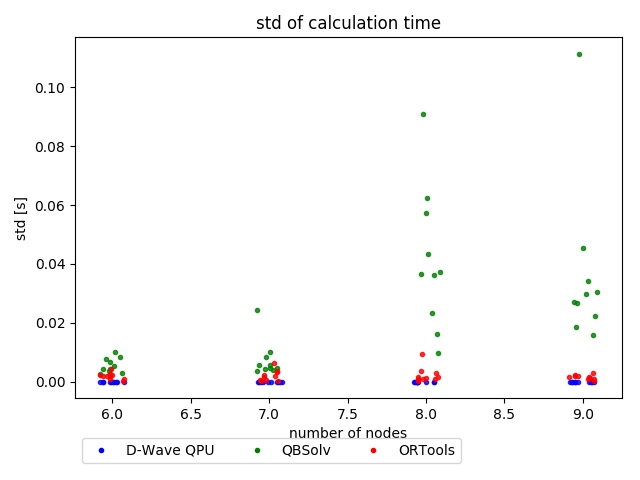 std of calculation time
std [s]
0.10
0.08
0.06
0.04
0.02
0.00
6.0 6.5 7.0 7.5 8.0 8.5 9.0
number of nodes
D-Wave QPU QBSolv ORTools